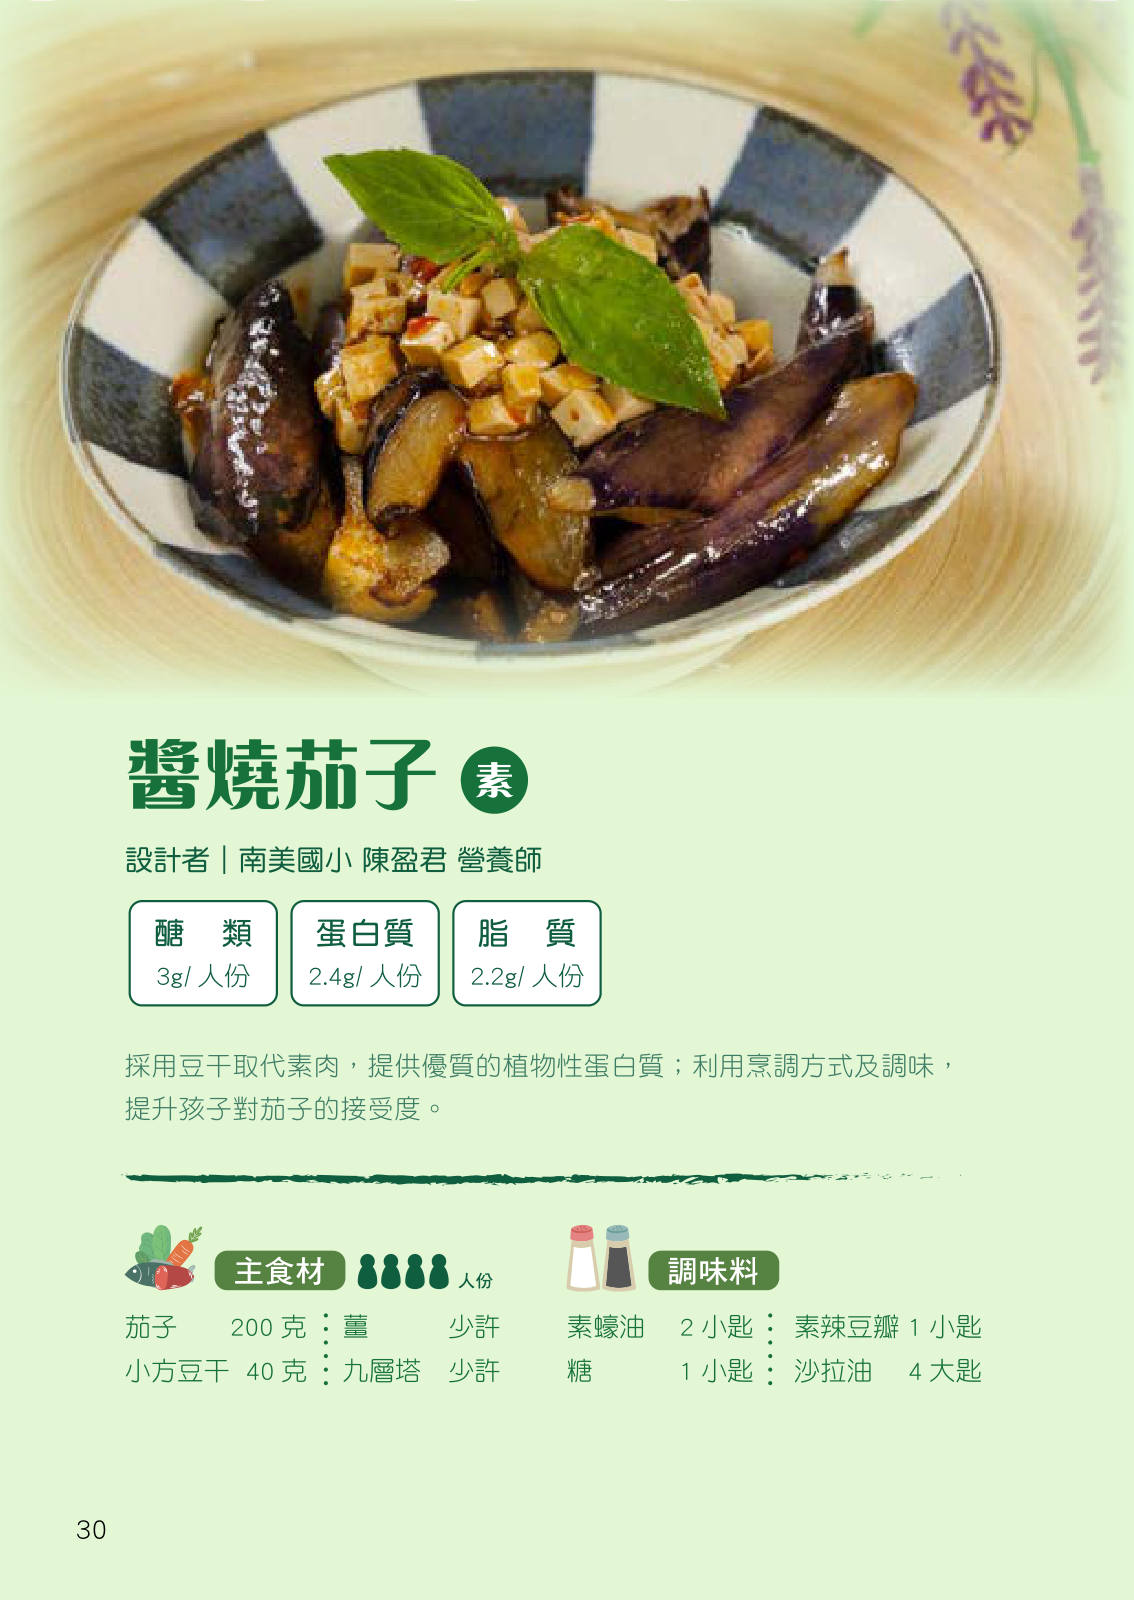 醬燒茄子 素
設計者｜南美國小 陳盈君 營養師
醣 類 蛋白質 脂 質
3g/ 人份 2.4g/ 人份 2.2g/ 人份
採用豆干取代素肉，提供優質的植物性蛋白質；利用烹調方式及調味，
提升孩子對茄子的接受度。
主食材 人份 調味料
茄子 200 克 薑 少許 素蠔油 2 小匙 素辣豆瓣 1 小匙
小方豆干 40 克 九層塔 少許 糖 1 小匙 沙拉油 4 大匙
30